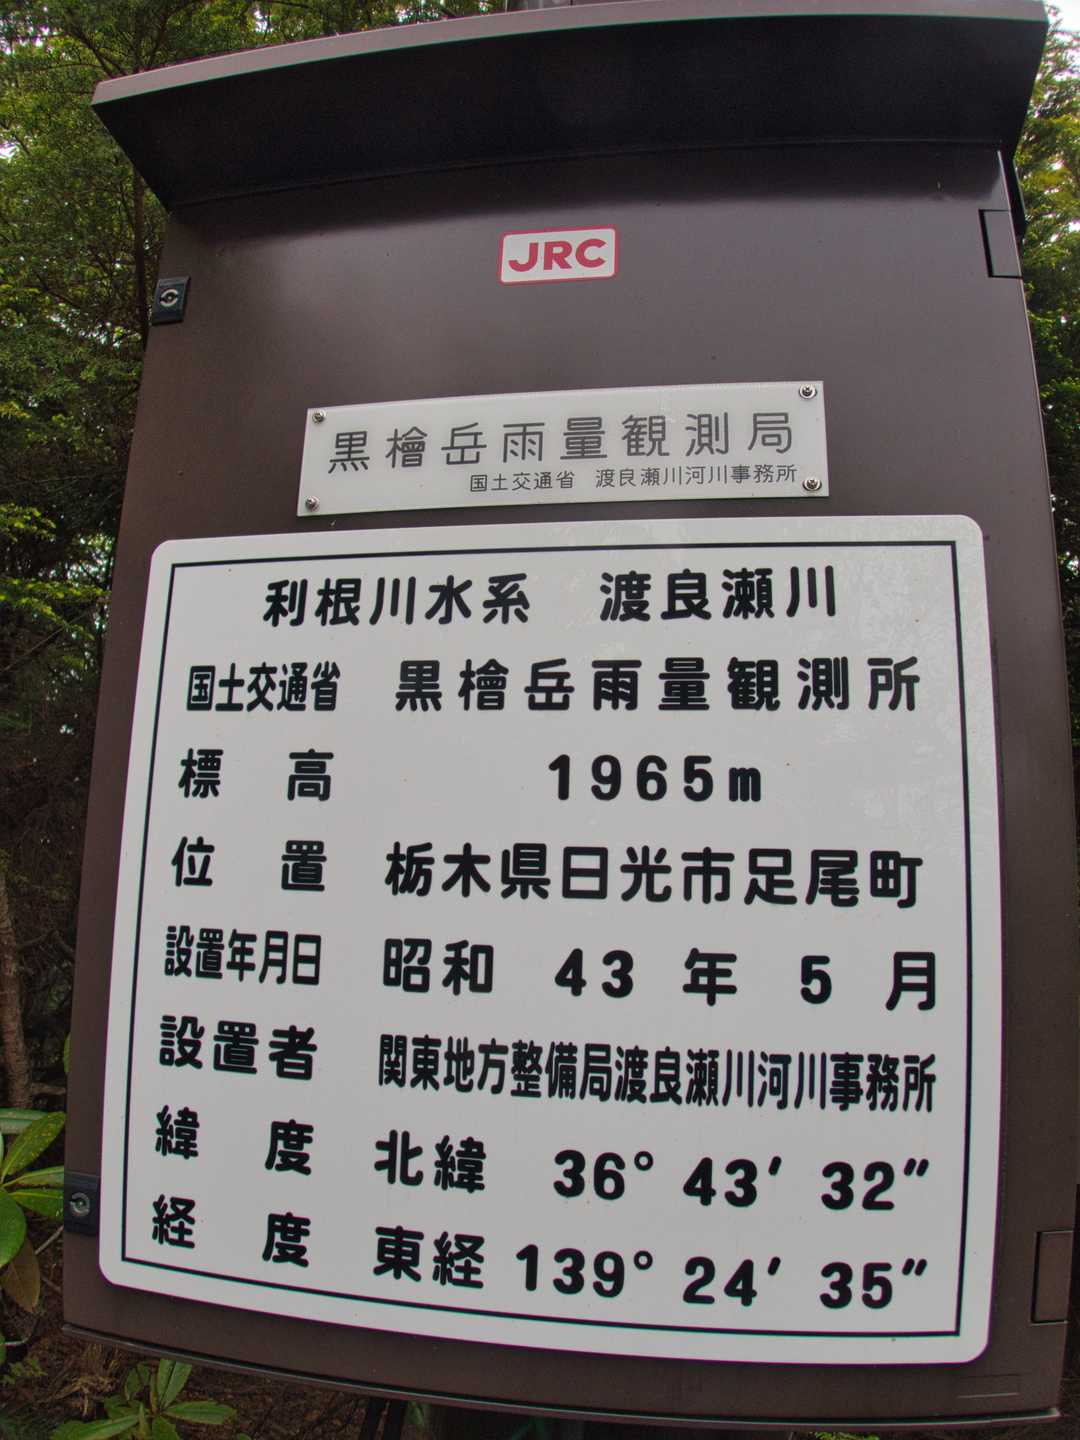 JRC
黒檜岳雨量観測局
国土交通省　渡良瀬川河川事務所
利根川水系　渡良瀬川
国土交通省　黒檜岳雨量観測所
標　高　1965m
位　置　栃木県日光市足尾町
設置年月日　昭和　43　年　5　月
設置者　関東地方整備局渡良瀬川河川事務所
緯　度　北緯　36° 43′ 32″
経　度　東経　139° 24′ 35″